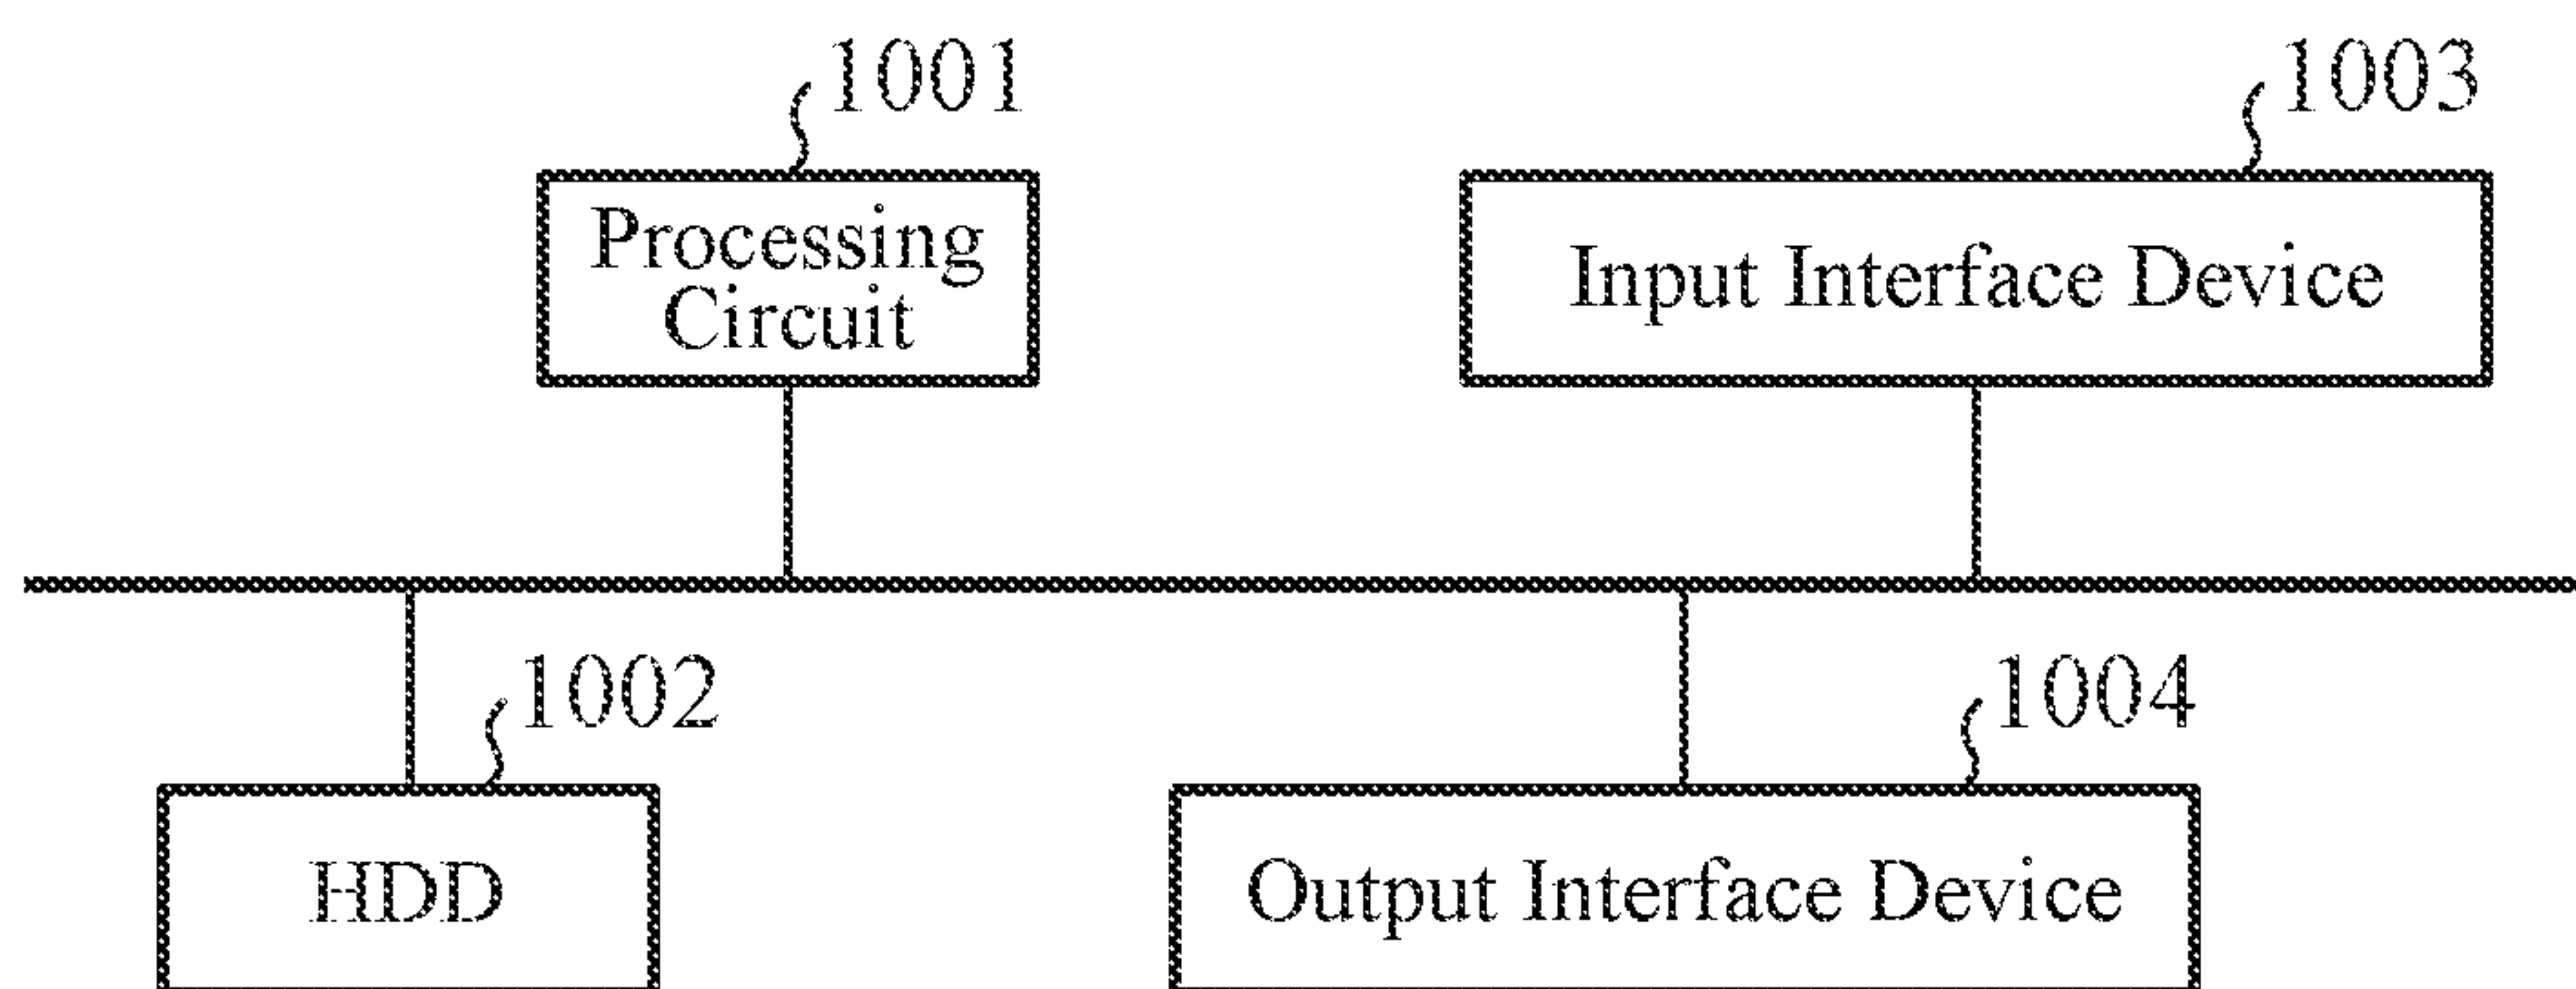 1001
Processing
Circuit
1003
Input Interface Device
1002
HDD
1004
Output Interface Device